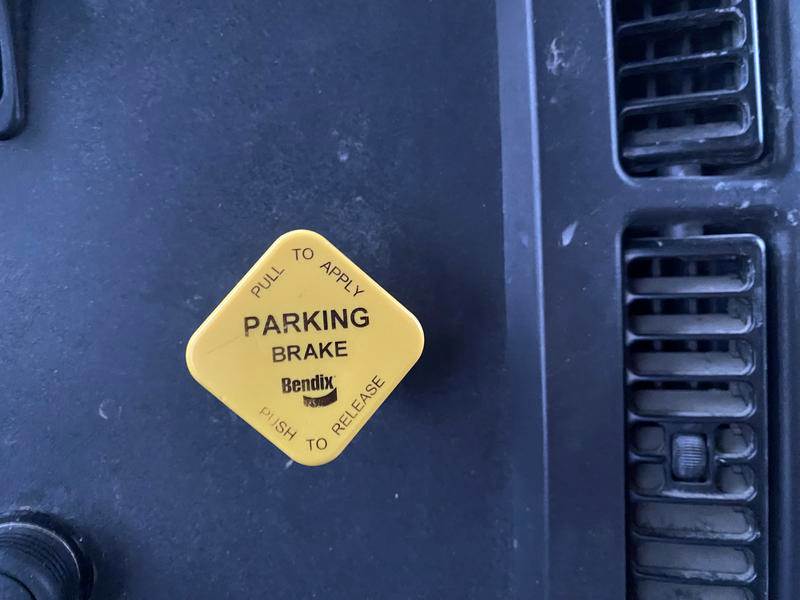 PULL TO APPLY
PARKING
BRAKE
Bendix
PUSH TO RELEASE